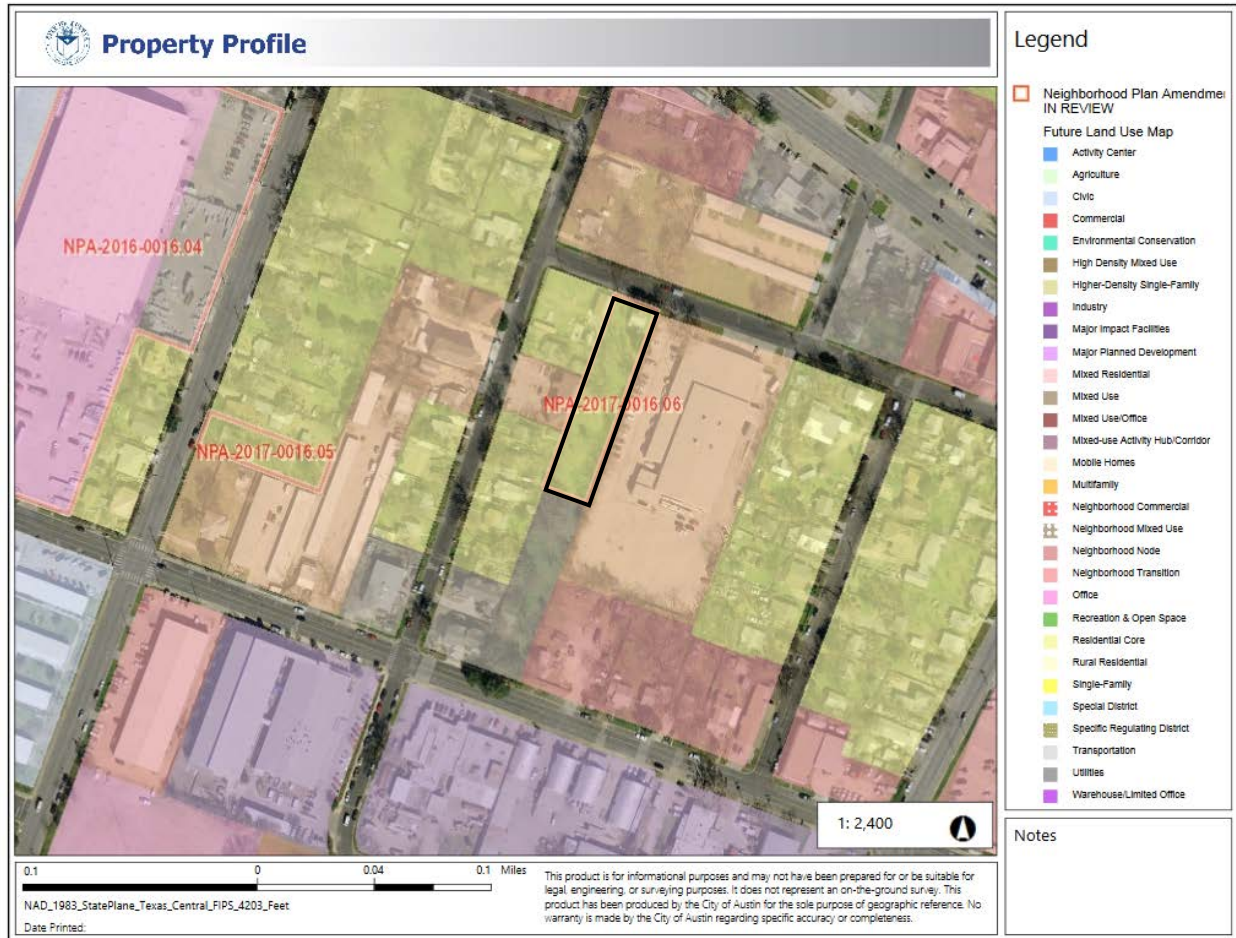 Property Profile
NPA-2016-0016.04
NPA-2017-0016.06
NPA-2017-0016.05
1: 2,400
Legend
Neighborhood Plan Amendme
IN REVIEW
Future Land Use Map
Activity Center
Agriculture
Civic
Commercial
Environmental Conservation
High Density Mixed Use
Higher-Density Single-Family
Industry
Major Impact Facilities
Major Planned Development
Mixed Residential
Mixed Use
Mixed Use/Office
Mixed-use Activity Hub/Corridor
Mobile Homes
Multifamily
Neighborhood Commercial
Neighborhood Mixed Use
Neighborhood Node
Neighborhood Transition
Office
Recreation & Open Space
Residential Core
Rural Residential
Single-Family
Special District
Specific Regulating District
Transportation
Utilities
Warehouse/Limited Office
Notes
0.1 0 0.04 0.1 Miles
NAD_1983_StatePlane_Texas_Central_FIPS_4203_Feet
Date Printed:
This product is for informational purposes and may not have been prepared for or be suitable for
legal, engineering, or surveying purposes. It does not represent an on-the-ground survey. This
product has been produced by the City of Austin for the sole purpose of geographic reference. No
warranty is made by the City of Austin regarding specific accuracy or completeness.